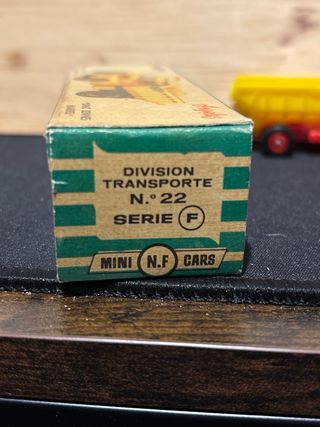 DIVISION
TRANSPORTE
N.º 22
SERIE F
MINI N.F CARS